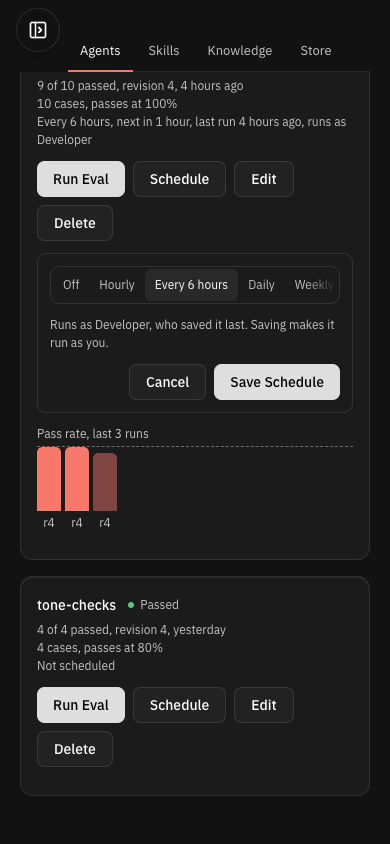 Agents
Skills
Knowledge
Store
9 of 10 passed, revision 4, 4 hours ago
10 cases, passes at 100%
Every 6 hours, next in 1 hour, last run 4 hours ago, runs as
Developer
Run Eval
Schedule
Edit
Delete
Off
Hourly
Every 6 hours
Daily
Weekly
Runs as Developer, who saved it last. Saving makes it
run as you.
Cancel
Save Schedule
Pass rate, last 3 runs
r4
r4
r4
tone-checks
Passed
4 of 4 passed, revision 4, yesterday
4 cases, passes at 80%
Not scheduled
Run Eval
Schedule
Edit
Delete